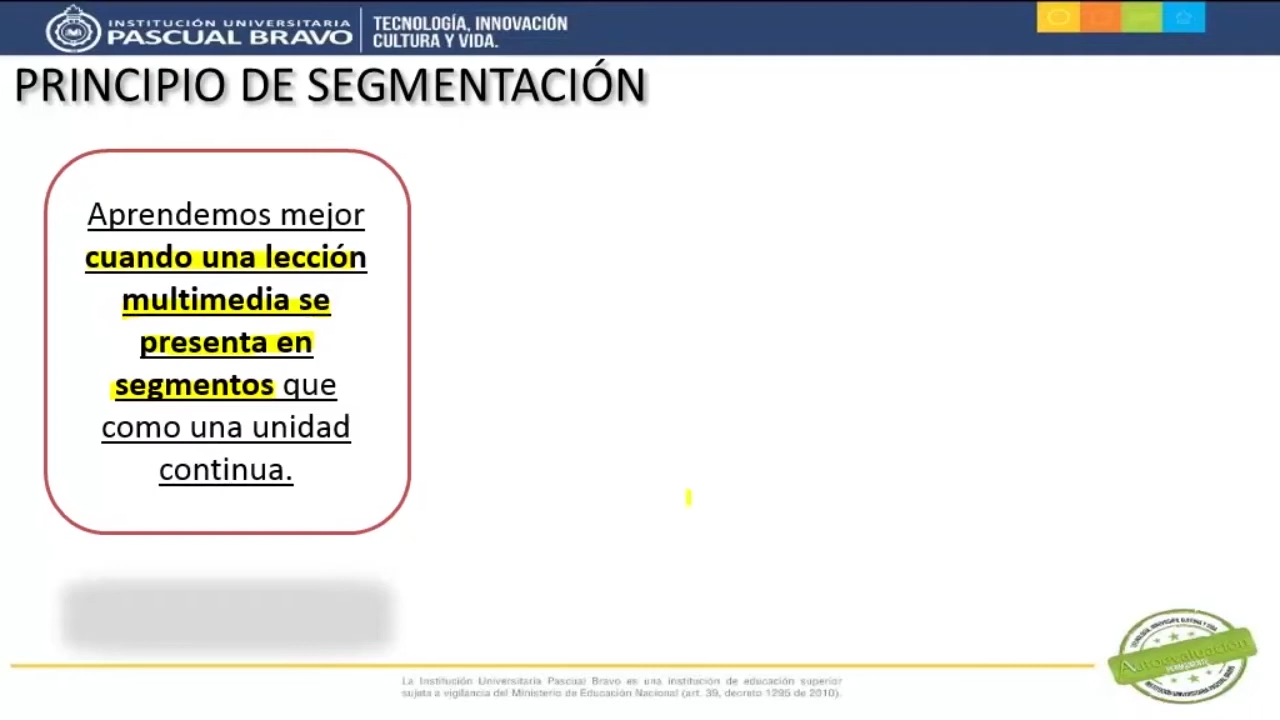 INSTITUCIÓN UNIVERSITARIA
PASCUAL BRAVO
TECNOLOGÍA, INNOVACIÓN
CULTURA Y VIDA.
PRINCIPIO DE SEGMENTACIÓN
Aprendemos mejor
cuando una lección
multimedia se
presenta en
segmentos que
como una unidad
continua.
Autoevaluación
La Institución Universitaria Pascual Bravo es una institución de educación superior
sujeta a vigilancia del Ministerio de Educación Nacional (art. 39, decreto 1295 de 2010).